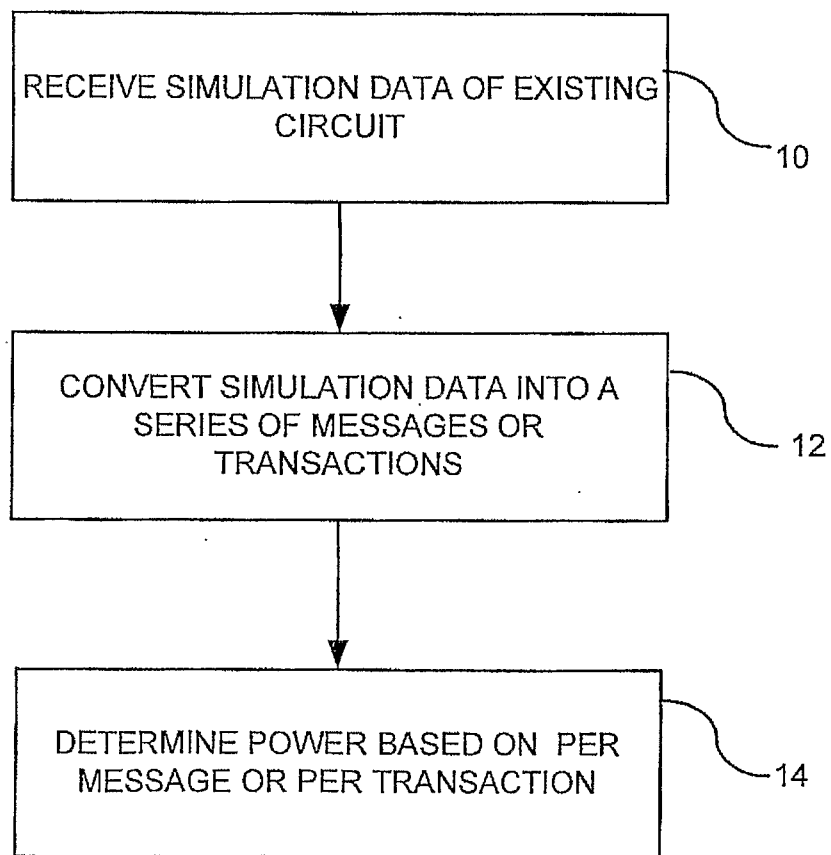 RECEIVE SIMULATION DATA OF EXISTING
CIRCUIT
10
CONVERT SIMULATION DATA INTO A
SERIES OF MESSAGES OR
TRANSACTIONS
12
DETERMINE POWER BASED ON PER
MESSAGE OR PER TRANSACTION
14